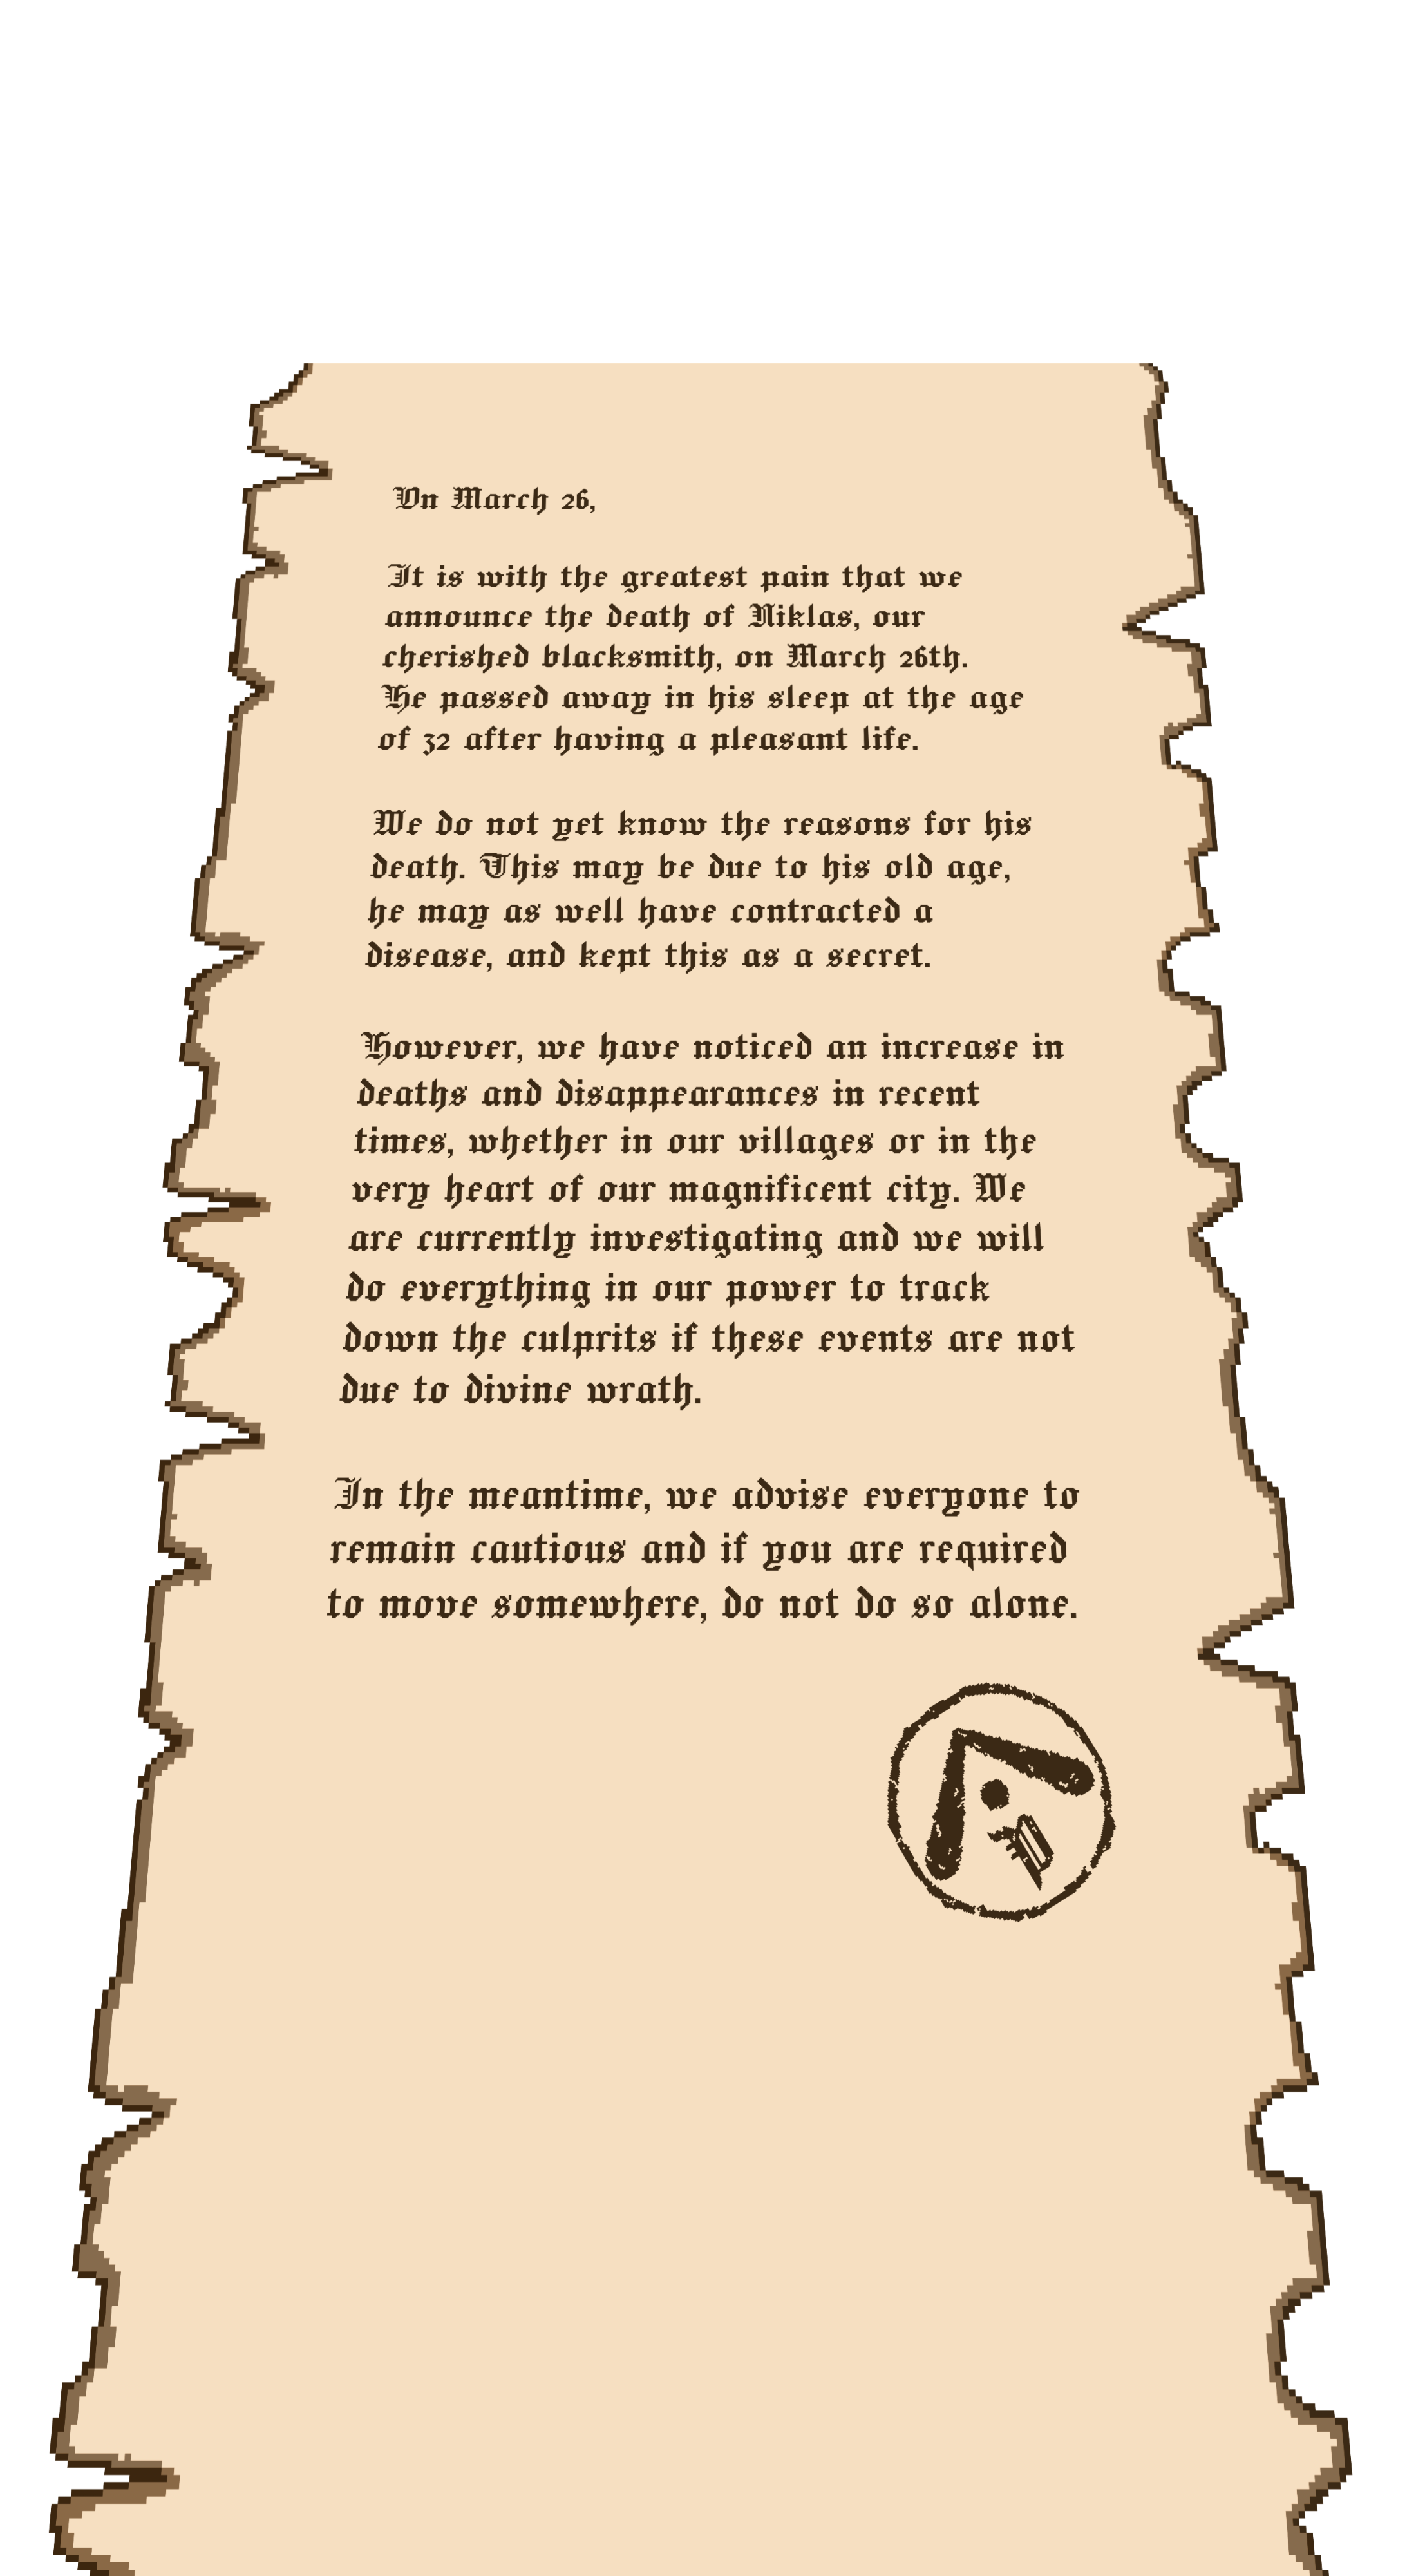 On March 26,
It is with the greatest pain that we
announce the death of Niklas, our
cherished blacksmith, on March 26th.
He passed away in his sleep at the age
of 32 after having a pleasant life.
We do not yet know the reasons for his
death. This may be due to his old age,
he may as well have contracted a
disease, and kept this as a secret.
However, we have noticed an increase in
deaths and disappearances in recent
times, whether in our villages or in the
very heart of our magnificent city. We
are currently investigating and we will
do everything in our power to track
down the culprits if these events are not
due to divine wrath.
In the meantime, we advise everyone to
remain cautious and if you are required
to move somewhere, do not do so alone.